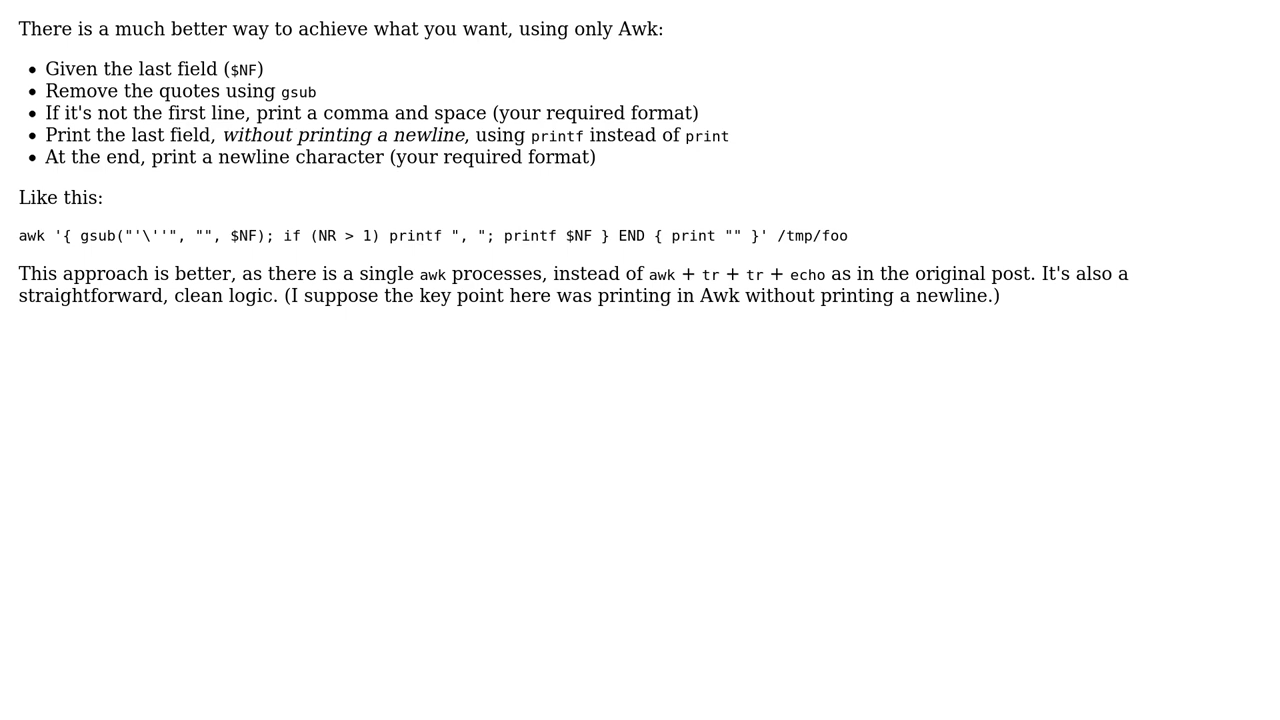 There is a much better way to achieve what you want, using only Awk:
• Given the last field ($NF)
• Remove the quotes using gsub
• If it's not the first line, print a comma and space (your required format)
• Print the last field, without printing a newline, using printf instead of print
• At the end, print a newline character (your required format)
Like this:
awk '{ gsub("'\''", "", $NF); if (NR > 1) printf ", "; printf $NF } END { print "" }' /tmp/foo
This approach is better, as there is a single awk processes, instead of awk + tr + tr + echo as in the original post. It's also a
straightforward, clean logic. (I suppose the key point here was printing in Awk without printing a newline.)